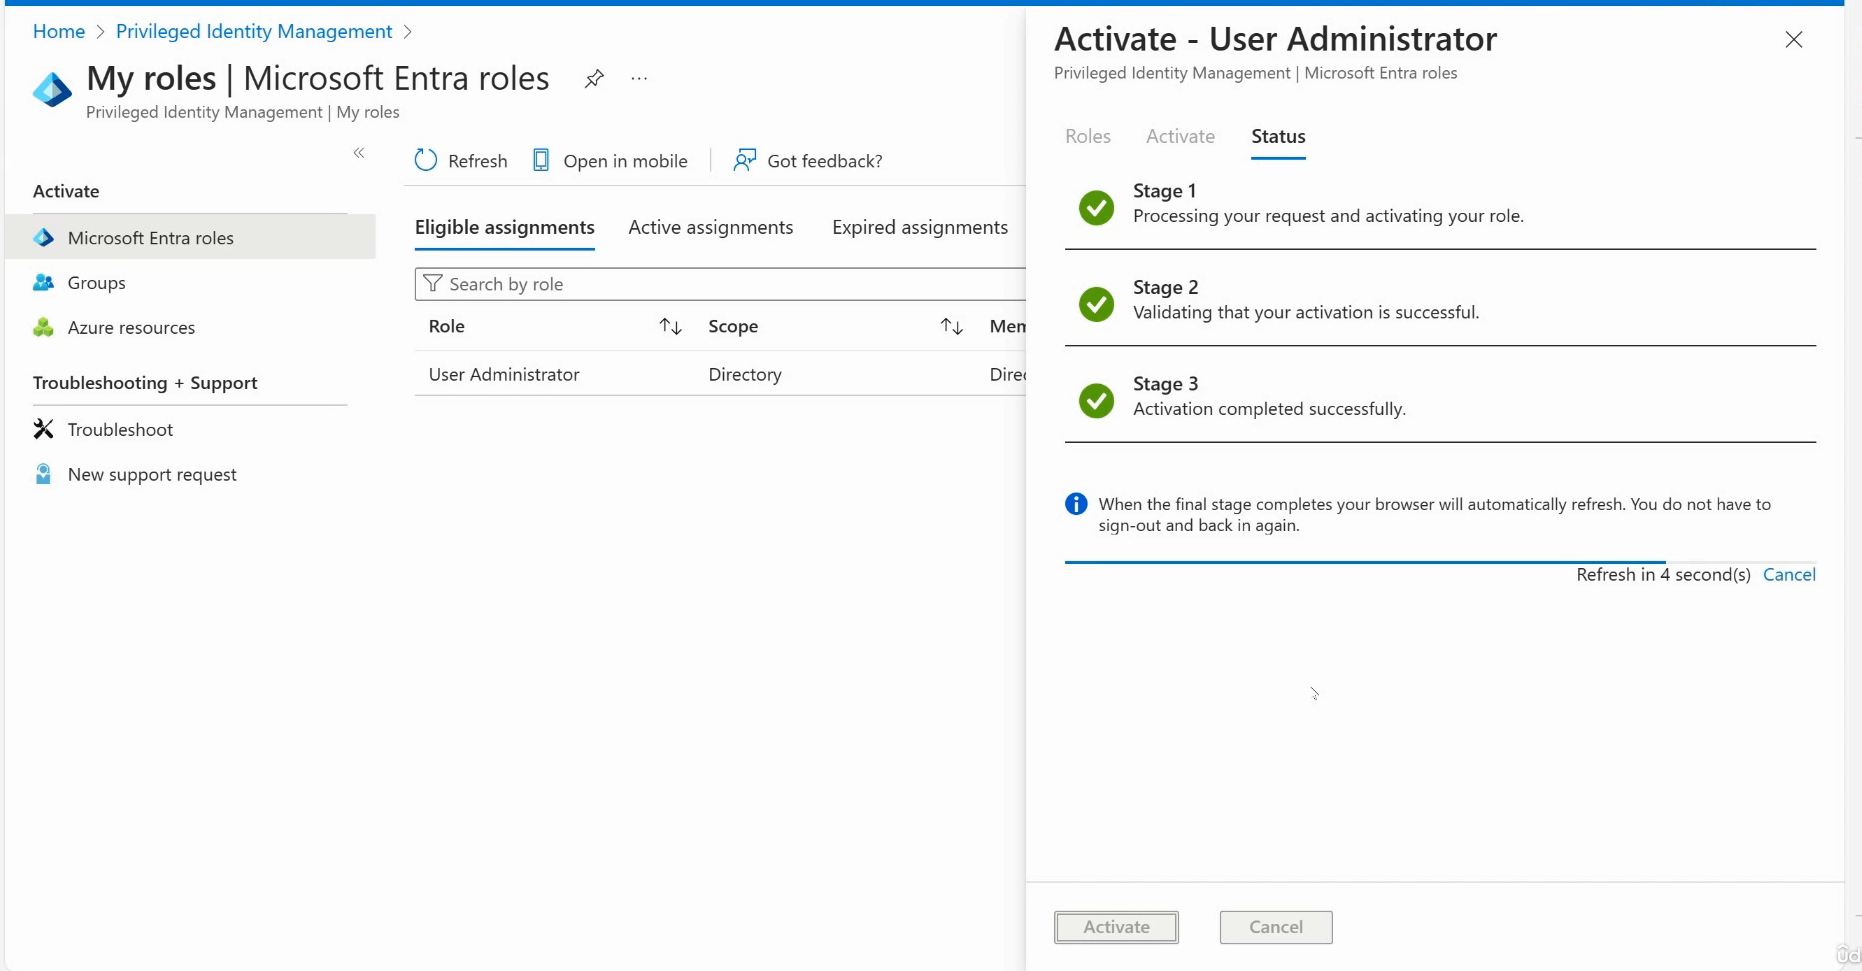 Home > Privileged Identity Management >
My roles | Microsoft Entra roles
Privileged Identity Management | My roles
Activate
Microsoft Entra roles
Groups
Azure resources
Troubleshooting + Support
Troubleshoot
New support request
Refresh Open in mobile Got feedback?
Eligible assignments Active assignments Expired assignments
Search by role
Role Scope Mem
User Administrator Directory Direc
Activate - User Administrator
Privileged Identity Management | Microsoft Entra roles
Roles Activate Status
Stage 1
Processing your request and activating your role.
Stage 2
Validating that your activation is successful.
Stage 3
Activation completed successfully.
When the final stage completes your browser will automatically refresh. You do not have to
sign-out and back in again.
Refresh in 4 second(s) Cancel
Activate Cancel